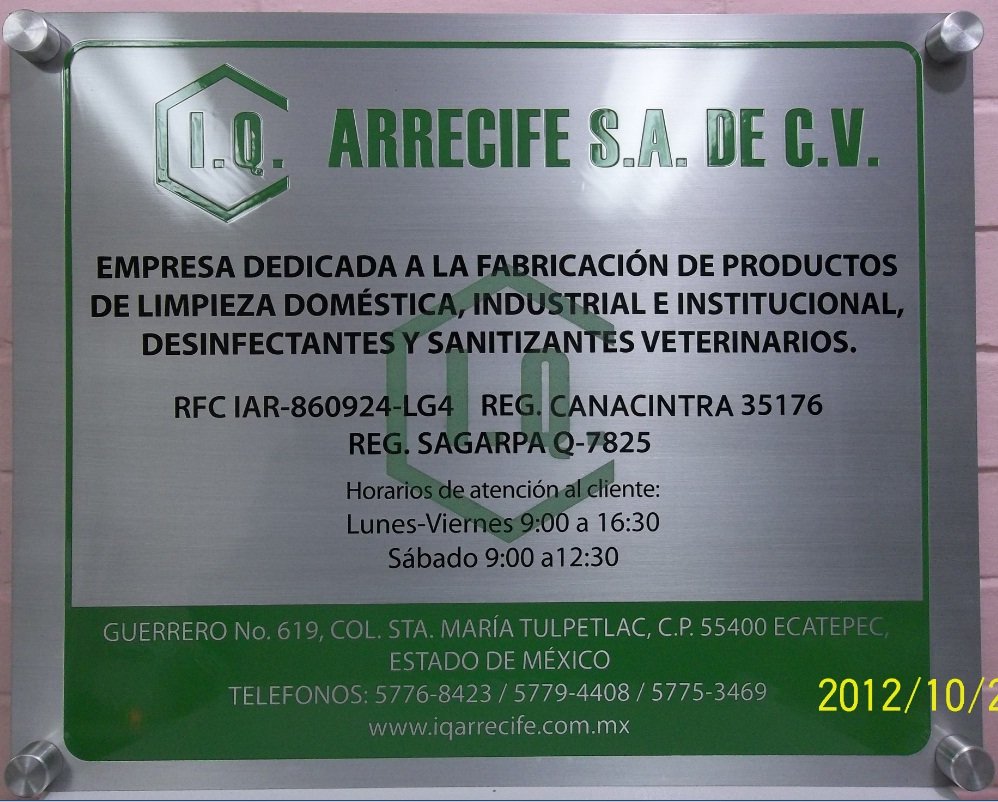 I.Q. ARRECIFE S.A. DE C.V.
EMPRESA DEDICADA A LA FABRICACIÓN DE PRODUCTOS
DE LIMPIEZA DOMÉSTICA, INDUSTRIAL E INSTITUCIONAL,
DESINFECTANTES Y SANITIZANTES VETERINARIOS.
I.Q.
RFC IAR-860924-LG4 REG. CANACINTRA 35176
REG. SAGARPA Q-7825
Horarios de atención al cliente:
Lunes-Viernes 9:00 a 16:30
Sábado 9:00 a12:30
GUERRERO No. 619, COL. STA. MARÍA TULPETLAC, C.P. 55400 ECATEPEC,
ESTADO DE MÉXICO
TELEFONOS: 5776-8423 / 5779-4408 / 5775-3469
www.iqarrecife.com.mx
2012/10/2